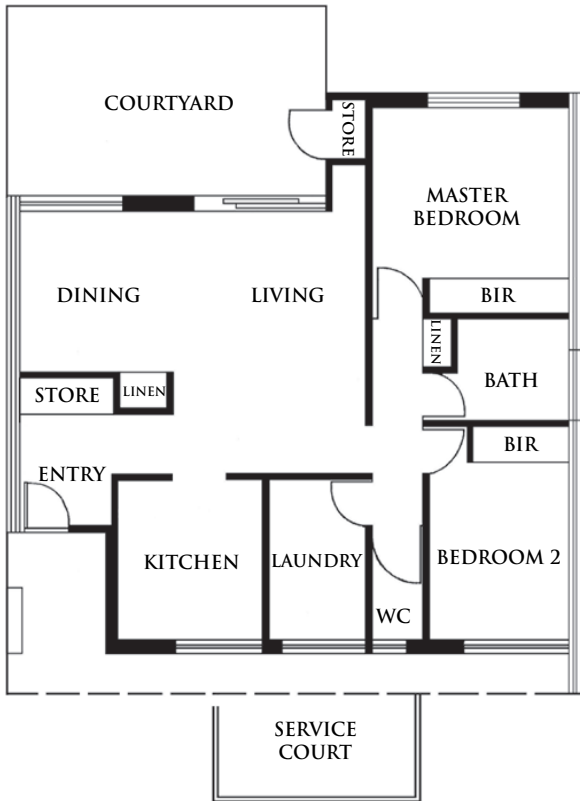 COURTYARD
STORE
MASTER
BEDROOM
DINING
LIVING
BIR
LINEN
STORE
LINEN
BATH
BIR
ENTRY
KITCHEN
LAUNDRY
BEDROOM 2
WC
SERVICE
COURT